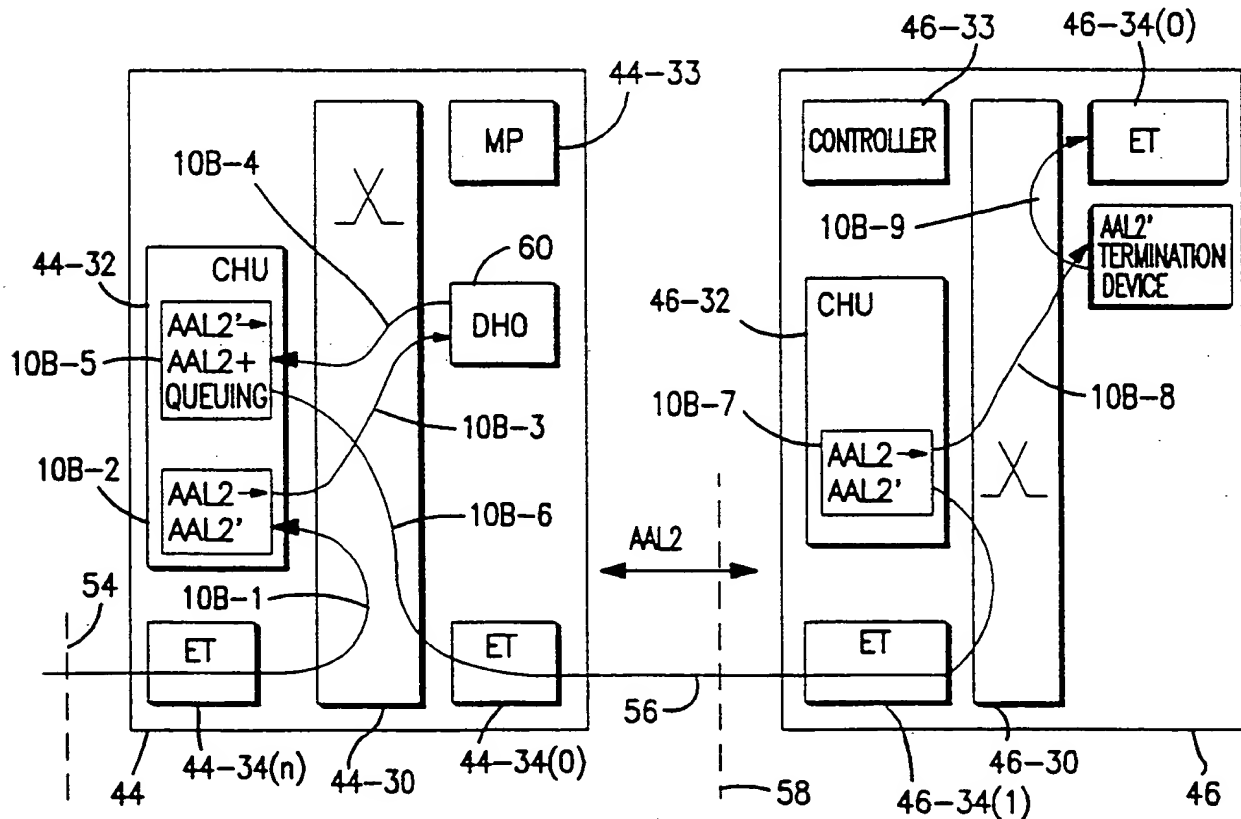 46-33
46-34(0)
44-33
MP
CONTROLLER
ET
10B-4
10B-9
60
AAL2'
TERMINATION
DEVICE
44-32
CHU
46-32
CHU
DHO
AAL2'→
10B-5
AAL2+
QUEUING
10B-3
10B-7
10B-8
10B-2
AAL2→
AAL2'
10B-6
AAL2→
AAL2'
AAL2
54
10B-1
ET
ET
ET
56
44
44-34(n)
44-30
44-34(0)
58
46-34(1)
46-30
46